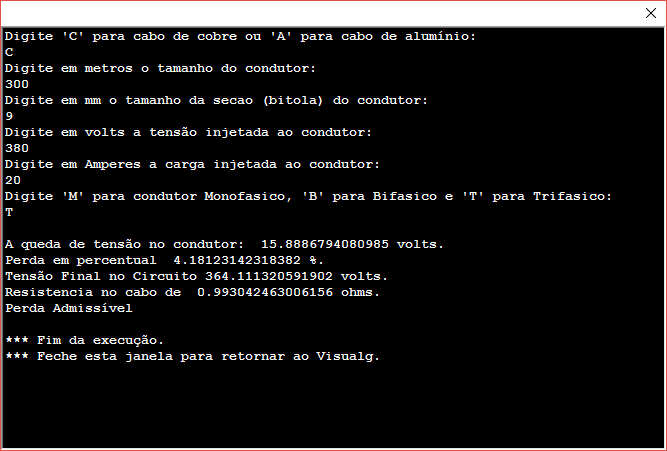 Digite 'C' para cabo de cobre ou 'A' para cabo de alumínio:
C
Digite em metros o tamanho do condutor:
300
Digite em mm o tamanho da secao (bitola) do condutor:
9
Digite em volts a tensão injetada ao condutor:
380
Digite em Amperes a carga injetada ao condutor:
20
Digite 'M' para condutor Monofasico, 'B' para Bifasico e 'T' para Trifasico:
T
A queda de tensão no condutor:  15.8886794080985 volts.
Perda em percentual  4.18123142318382 %.
Tensão Final no Circuito 364.111320591902 volts.
Resistencia no cabo de  0.993042463006156 ohms.
Perda Admissível
*** Fim da execução.
*** Feche esta janela para retornar ao Visualg.